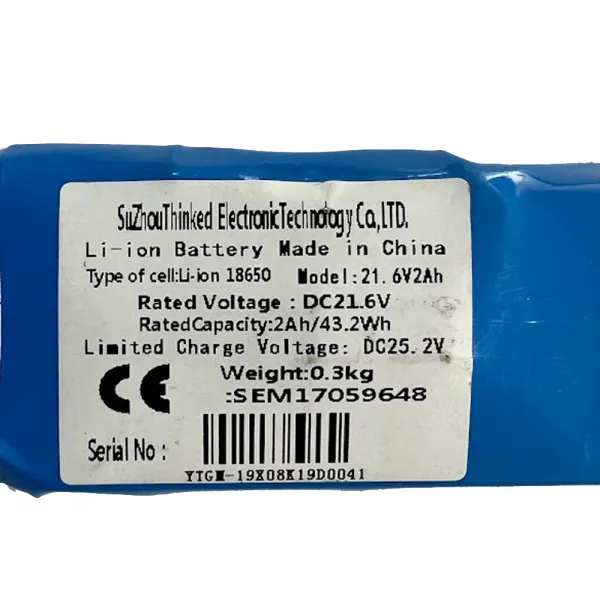 SuZhouThinked ElectronicTechnology Co,LTD.
Li-ion Battery Made in China
Type of cell:Li-ion 18650 Model:21.6V2Ah
Rated Voltage : DC21.6V
RatedCapacity:2Ah/43.2Wh
Limited Charge Voltage: DC25.2V
Weight:0.3kg
CE :SEM17059648
Serial No :
YTGM-19X08K19D0041